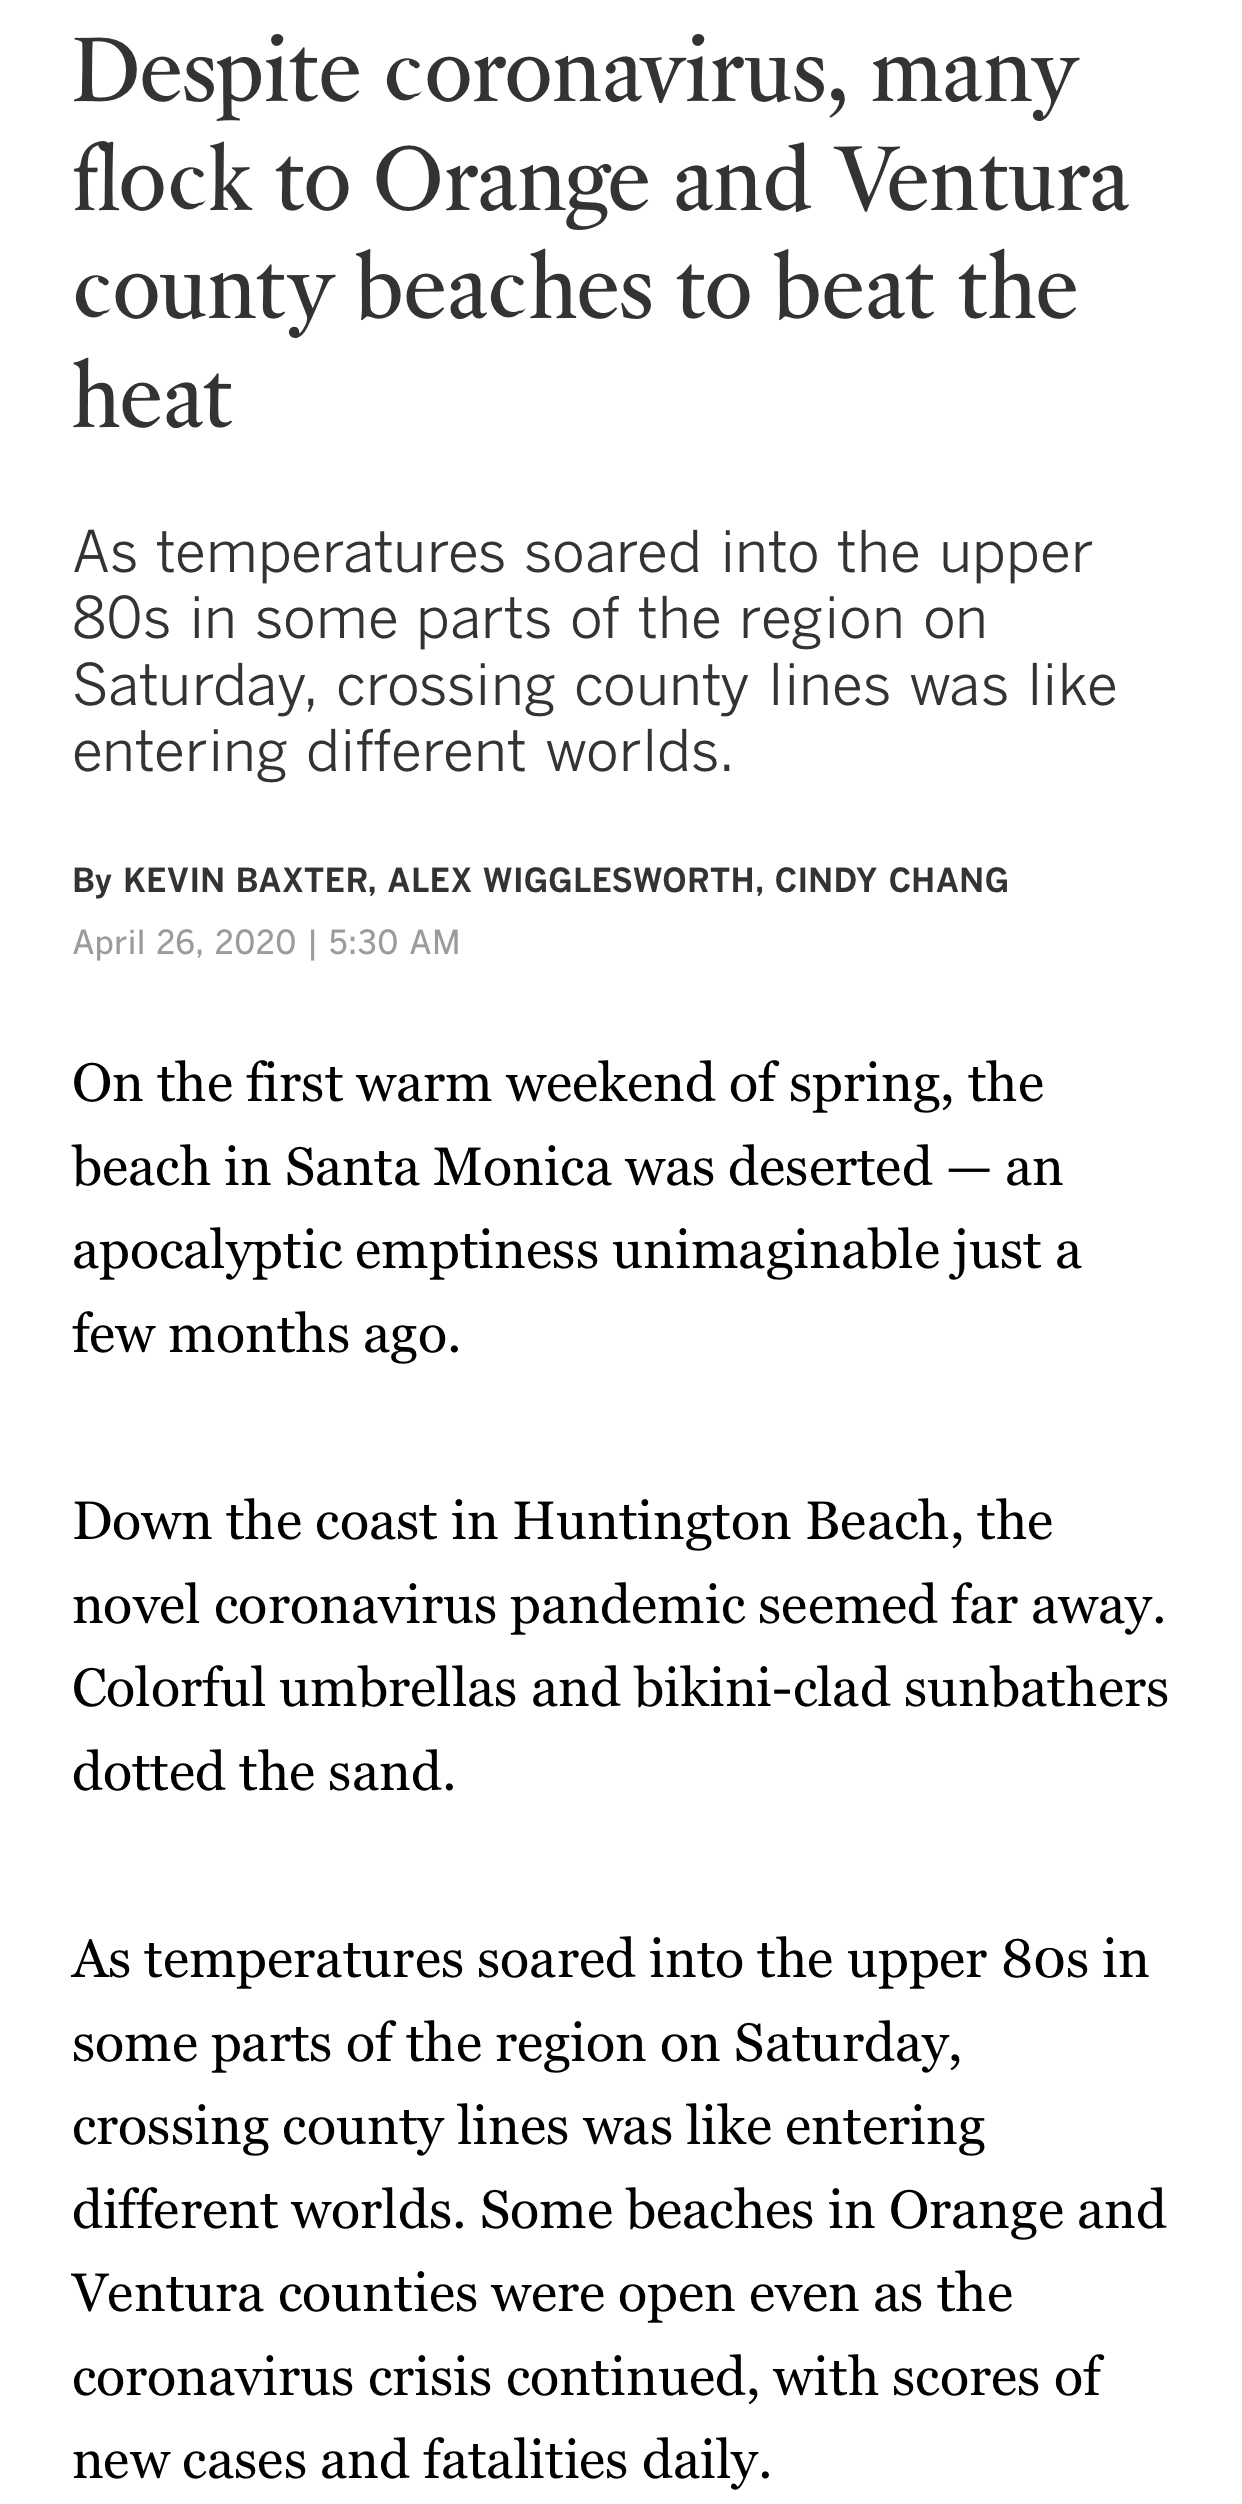 Despite coronavirus, many
flock to Orange and Ventura
county beaches to beat the
heat
As temperatures soared into the upper
80s in some parts of the region on
Saturday, crossing county lines was like
entering different worlds.
By KEVIN BAXTER, ALEX WIGGLESWORTH, CINDY CHANG
April 26, 2020 | 5:30 AM
On the first warm weekend of spring, the
beach in Santa Monica was deserted — an
apocalyptic emptiness unimaginable just a
few months ago.
Down the coast in Huntington Beach, the
novel coronavirus pandemic seemed far away.
Colorful umbrellas and bikini-clad sunbathers
dotted the sand.
As temperatures soared into the upper 80s in
some parts of the region on Saturday,
crossing county lines was like entering
different worlds. Some beaches in Orange and
Ventura counties were open even as the
coronavirus crisis continued, with scores of
new cases and fatalities daily.